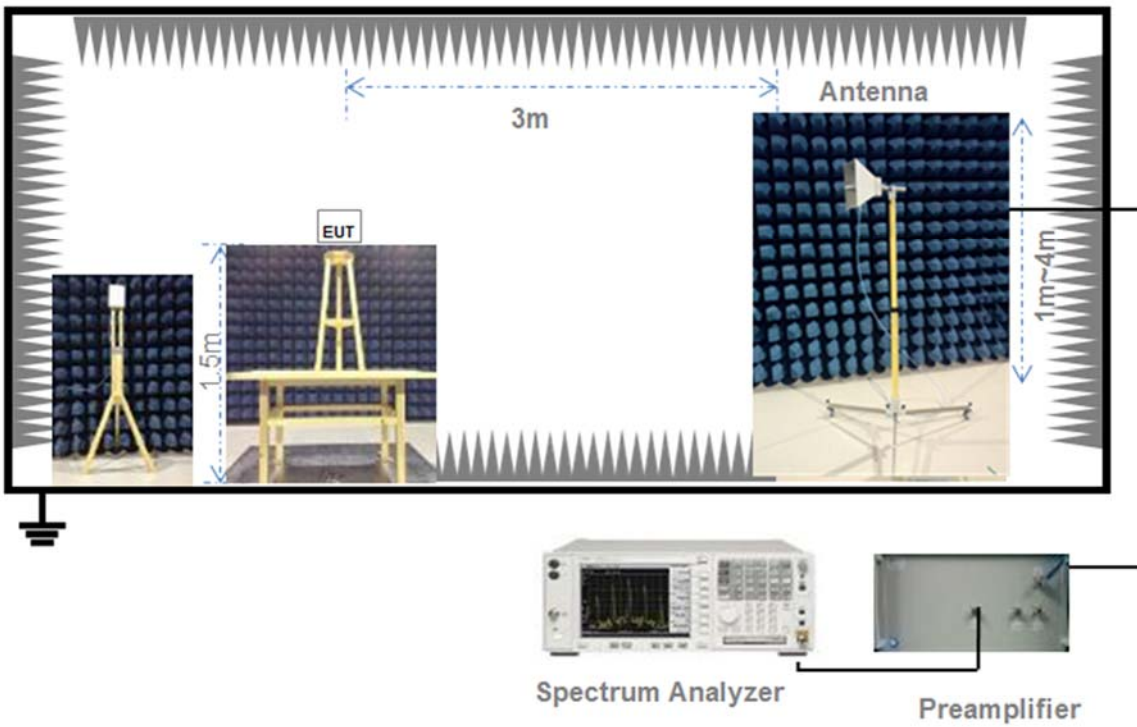 Antenna
3m
EUT
1.5m
1m~4m
Spectrum Analyzer
Preamplifier